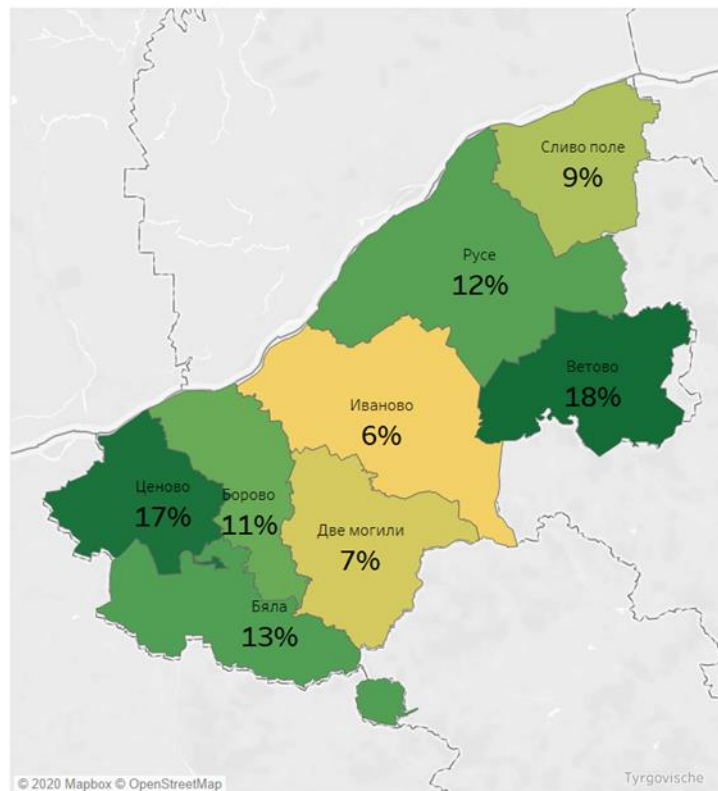 Сливо поле
9%
Русе
12%
Ветово
18%
Иваново
6%
Ценово
17%
Борово
11%
Две могили
7%
Бяла
13%
© 2020 Mapbox © OpenStreetMap
Tyrgovische